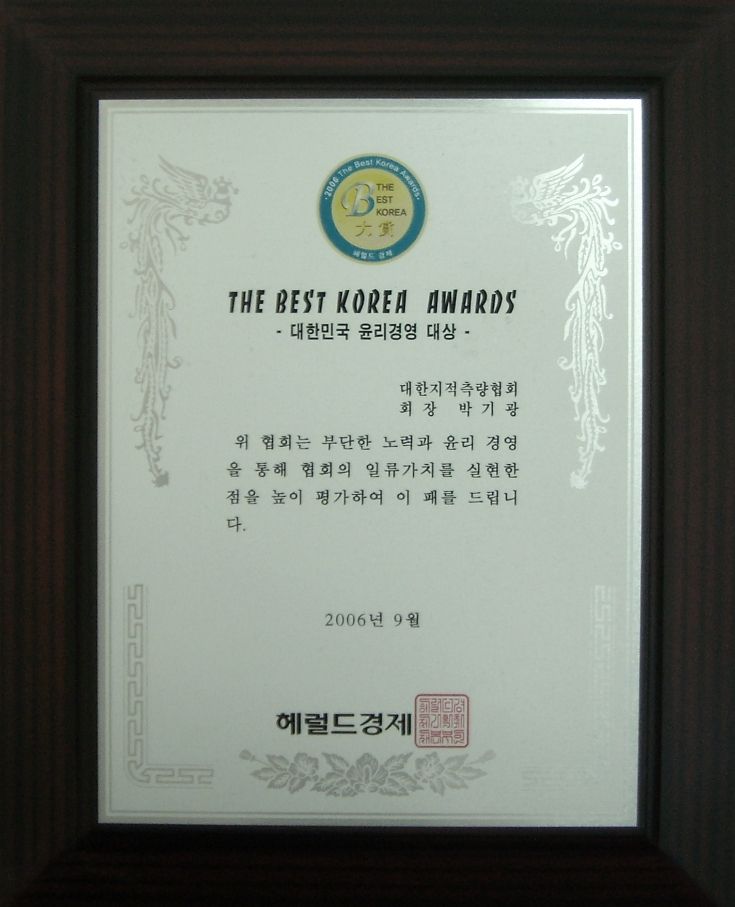 ·2006 The Best Korea Awards·
THE
BEST
KOREA
大賞
헤럴드 경제
THE BEST KOREA AWARDS
- 대한민국 윤리경영 대상 -
대한지적측량협회
회 장 박 기 광
위 협회는 부단한 노력과 윤리 경영
을 통해 협회의 일류가치를 실현한
점을 높이 평가하여 이 패를 드립니
다.
2006년 9월
헤럴드경제